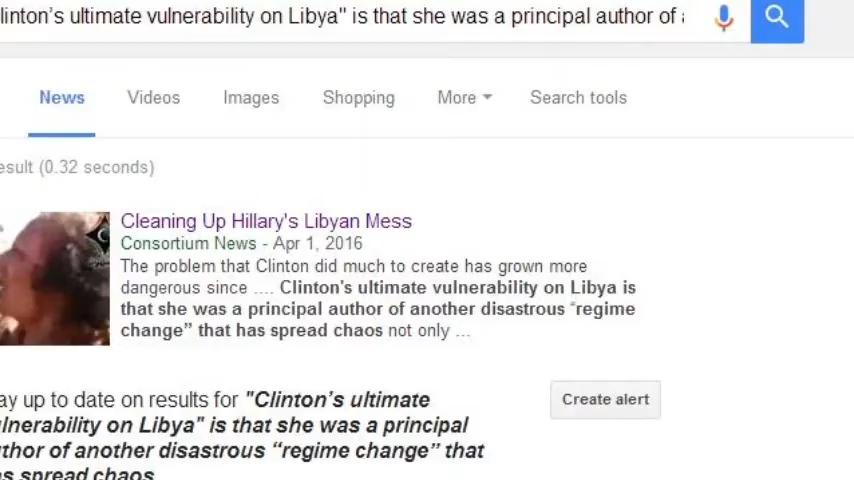 linton's ultimate vulnerability on Libya" is that she was a principal author of
News Videos Images Shopping More Search tools
esult (0.32 seconds)
Cleaning Up Hillary's Libyan Mess
Consortium News - Apr 1, 2016
The problem that Clinton did much to create has grown more
dangerous since .... Clinton's ultimate vulnerability on Libya is
that she was a principal author of another disastrous “regime
change” that has spread chaos not only ...
ay up to date on results for "Clinton’s ultimate
Create alert
ulnerability on Libya" is that she was a principal
uthor of another disastrous “regime change” that
as spread chaos